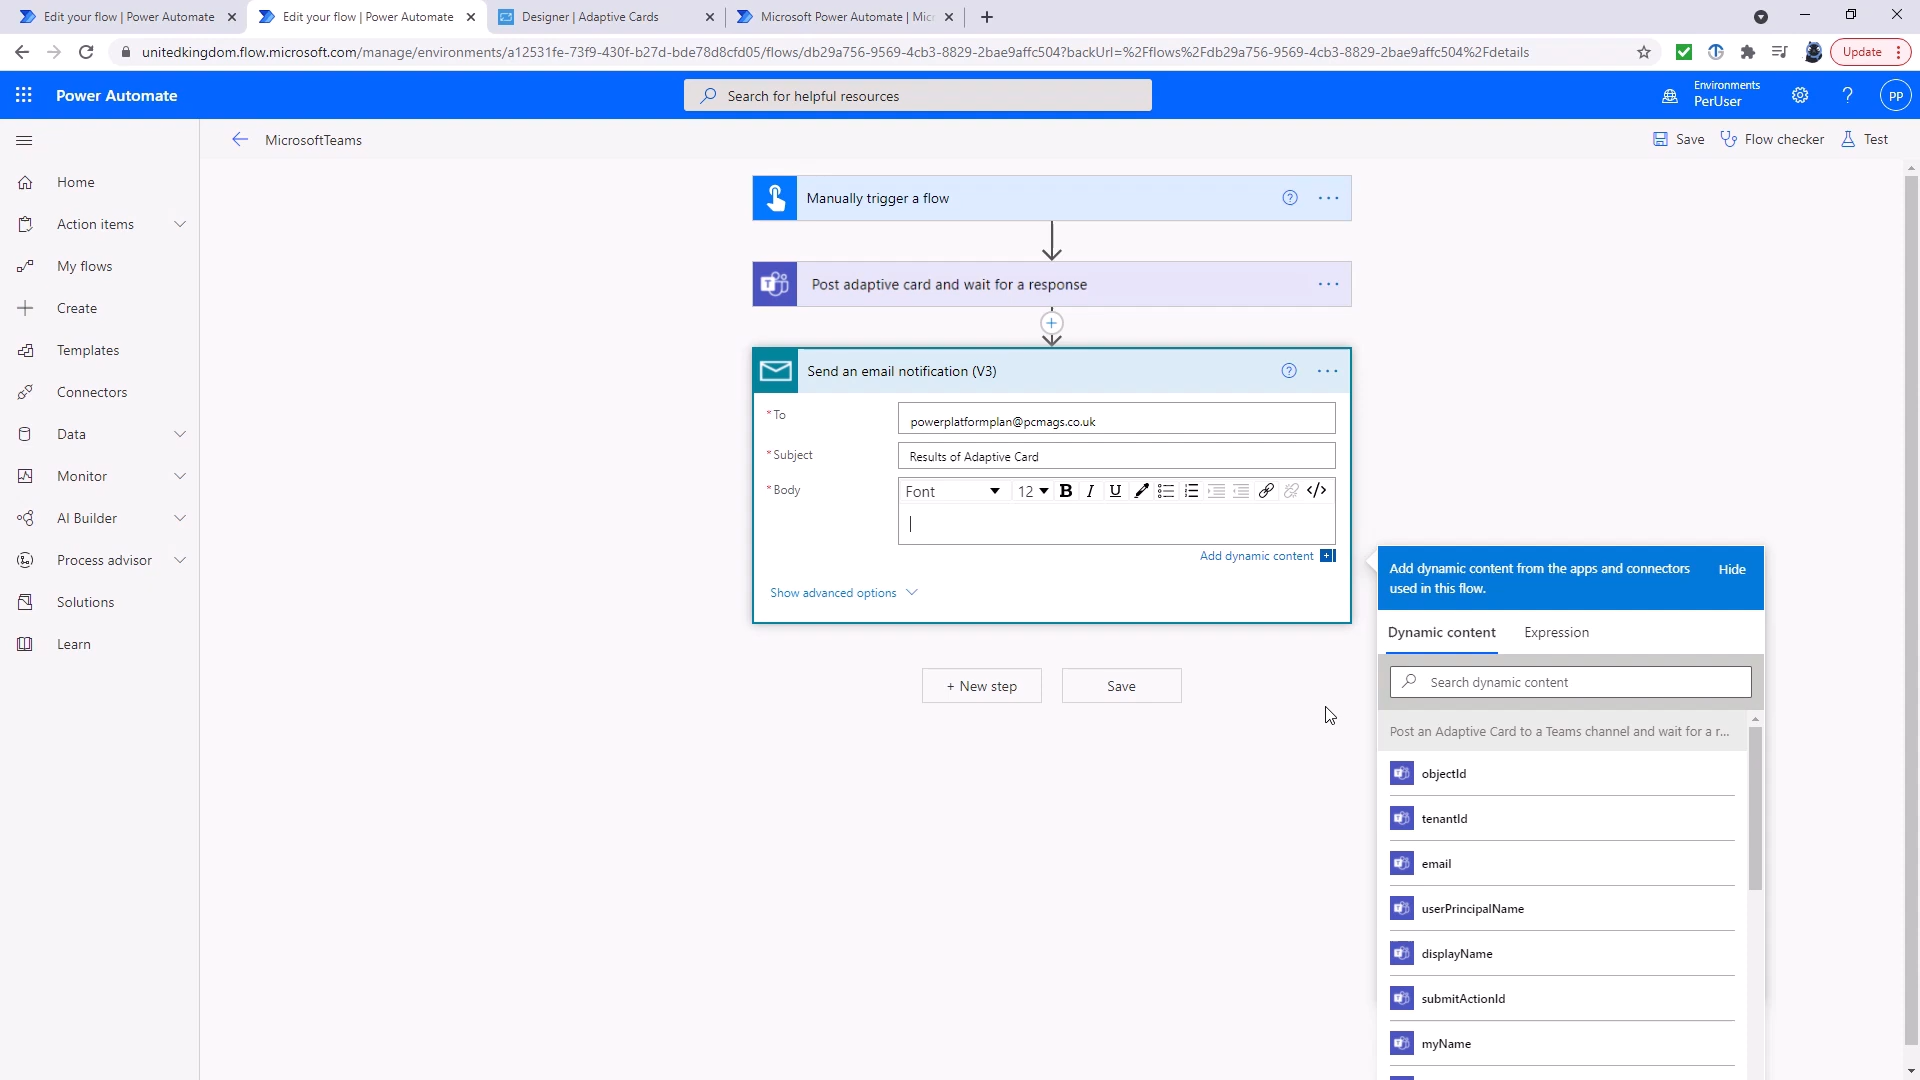 Edit your flow | Power Automate
Edit your flow | Power Automate
Designer | Adaptive Cards
Microsoft Power Automate | Micr
unitedkingdom.flow.microsoft.com/manage/environments/a12531fe-73f9-430f-b27d-bde78d8cfd05/flows/db29a756-9569-4cb3-8829-2bae9affc504?backUrl=%2Fflows%2Fdb29a756-9569-4cb3-8829-2bae9affc504%2Fdetails
Update
Power Automate
Search for helpful resources
Environments
PerUser
PP
MicrosoftTeams
Save
Flow checker
Test
Home
Action items
My flows
Create
Templates
Connectors
Data
Monitor
AI Builder
Process advisor
Solutions
Learn
Manually trigger a flow
Post adaptive card and wait for a response
Send an email notification (V3)
* To
powerplatformplan@pcmags.co.uk
* Subject
Results of Adaptive Card
* Body
Font
12
B I U
</>
Add dynamic content
Show advanced options
+ New step
Save
Add dynamic content from the apps and connectors
used in this flow.
Hide
Dynamic content
Expression
Search dynamic content
Post an Adaptive Card to a Teams channel and wait for a r...
objectId
tenantId
email
userPrincipalName
displayName
submitActionId
myName